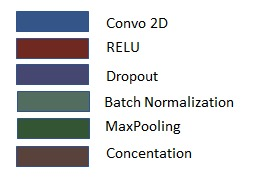 Convo 2D
RELU
Dropout
Batch Normalization
MaxPooling
Concentation